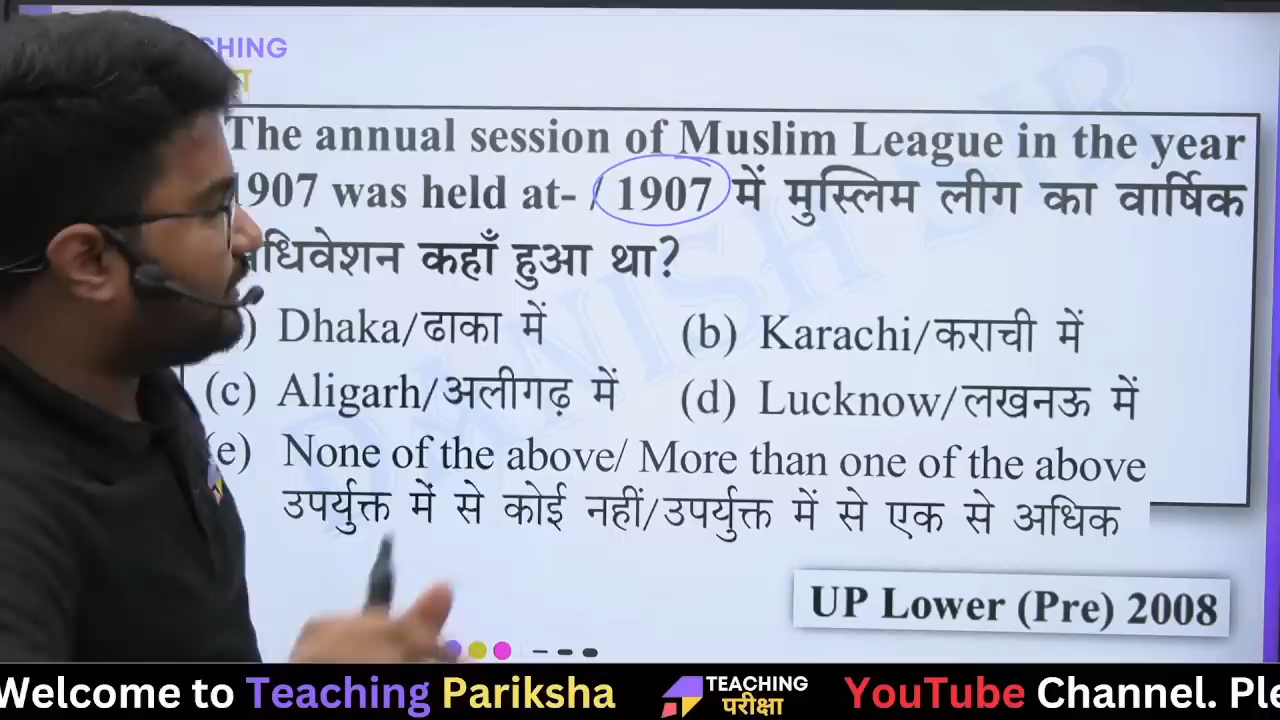 CHING
The annual session of Muslim League in the year
1907 was held at- / 1907 में मुस्लिम लीग का वार्षिक
धिवेशन कहाँ हुआ था?
) Dhaka/ढाका में (b) Karachi/कराची में
(c) Aligarh/अलीगढ़ में (d) Lucknow/लखनऊ में
(e) None of the above/ More than one of the above
उपर्युक्त में से कोई नहीं/उपर्युक्त में से एक से अधिक
UP Lower (Pre) 2008
Welcome to Teaching Pariksha TEACHING परीक्षा YouTube Channel. Ple